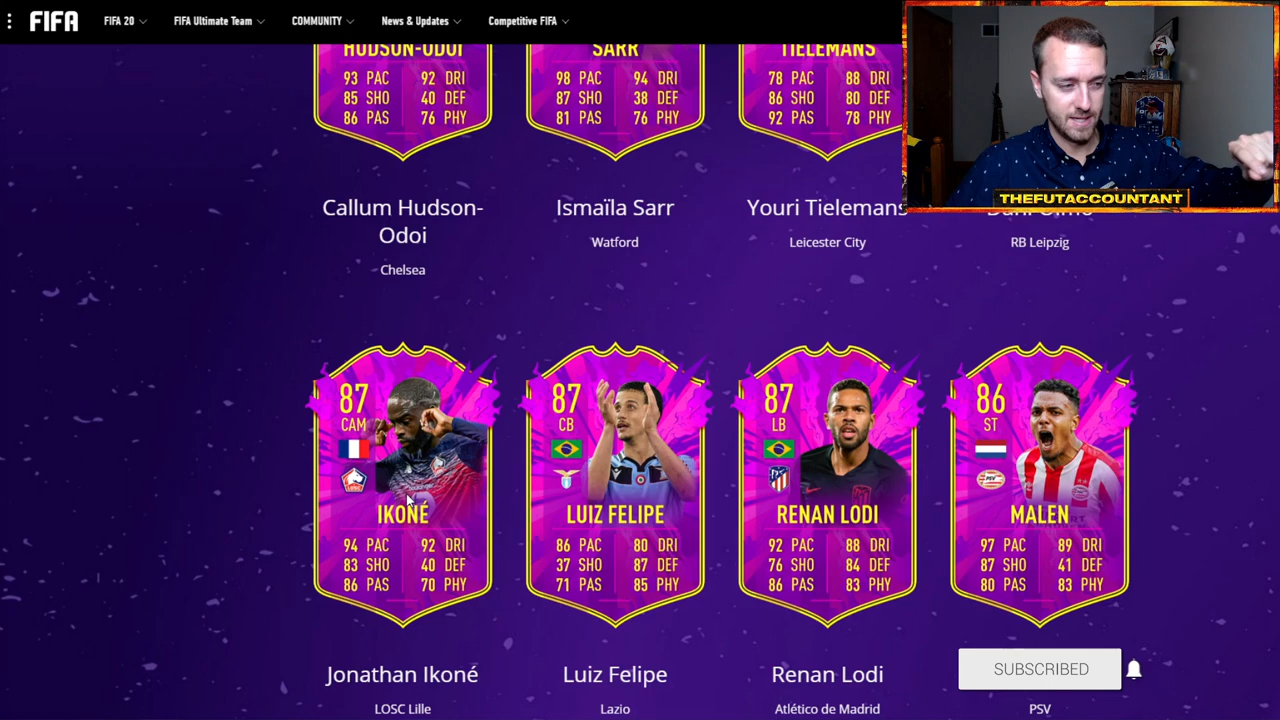 FIFA
FIFA 20
FIFA Ultimate Team
COMMUNITY
News & Updates
Competitive FIFA
HUDSON-ODOI
93 PAC 92 DRI
85 SHO 40 DEF
86 PAS 76 PHY
SARR
98 PAC 94 DRI
87 SHO 38 DEF
81 PAS 76 PHY
TIELEMANS
78 PAC 88 DRI
86 SHO 80 DEF
92 PAS 78 PHY
THEFUTACCOUNTANT
Callum Hudson-
Odoi
Chelsea
Ismaïla Sarr
Watford
Youri Tielemans
Leicester City
RB Leipzig
87
CAM
IKONÉ
94 PAC 92 DRI
83 SHO 40 DEF
86 PAS 70 PHY
87
CB
LUIZ FELIPE
86 PAC 80 DRI
37 SHO 87 DEF
71 PAS 85 PHY
87
LB
RENAN LODI
92 PAC 88 DRI
76 SHO 84 DEF
86 PAS 83 PHY
86
ST
PSV
MALEN
97 PAC 89 DRI
87 SHO 41 DEF
80 PAS 83 PHY
Jonathan Ikoné
LOSC Lille
Luiz Felipe
Lazio
Renan Lodi
Atlético de Madrid
SUBSCRIBED
PSV